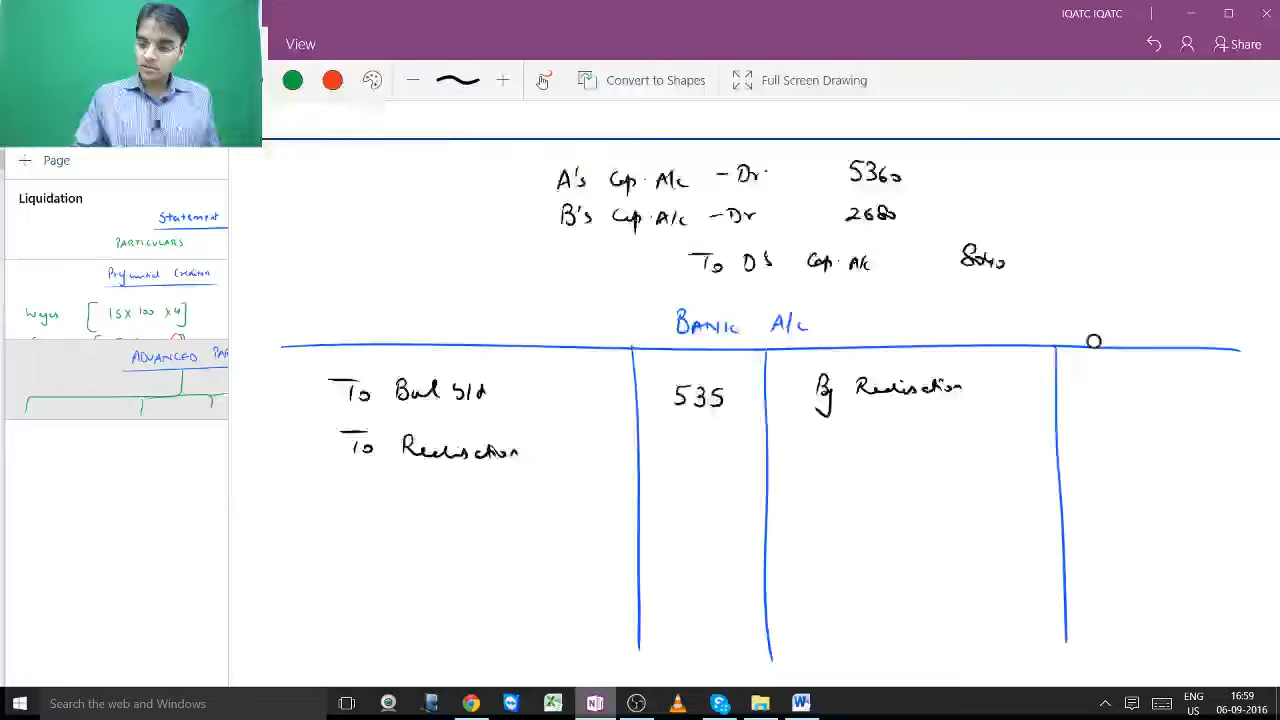 IQATC IQATC
View
Share
Convert to Shapes
Full Screen Drawing
+ Page
Liquidation
Statement
PARTICULARS
Wages [ 15 x 100 x 4 ]
ADVANCED PAR
A's Cap. A/c - Dr. 5360
B's Cap. A/c - Dr 2680
To D's Cap. A/c 8040
BANK A/c
To Bal b/d 535 By Realisation
To Realisation
Search the web and Windows
ENG 16:59
US 06-09-2016